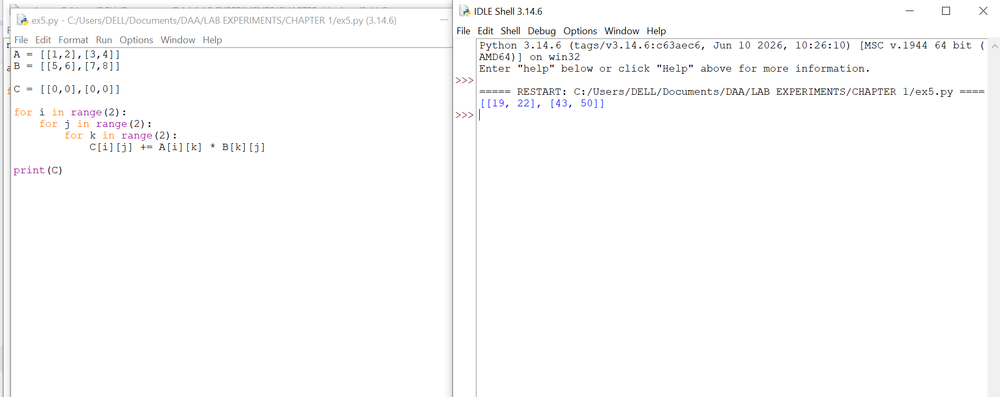 ex5.py - C:/Users/DELL/Documents/DAA/LAB EXPERIMENTS/CHAPTER 1/ex5.py (3.14.6)
File Edit Format Run Options Window Help
A = [[1,2],[3,4]]
B = [[5,6],[7,8]]
C = [[0,0],[0,0]]
for i in range(2):
    for j in range(2):
        for k in range(2):
            C[i][j] += A[i][k] * B[k][j]
print(C)
IDLE Shell 3.14.6
File Edit Shell Debug Options Window Help
Python 3.14.6 (tags/v3.14.6:c63aec6, Jun 10 2026, 10:26:10) [MSC v.1944 64 bit (
AMD64)] on win32
Enter "help" below or click "Help" above for more information.
>>>
===== RESTART: C:/Users/DELL/Documents/DAA/LAB EXPERIMENTS/CHAPTER 1/ex5.py ====
[[19, 22], [43, 50]]
>>>